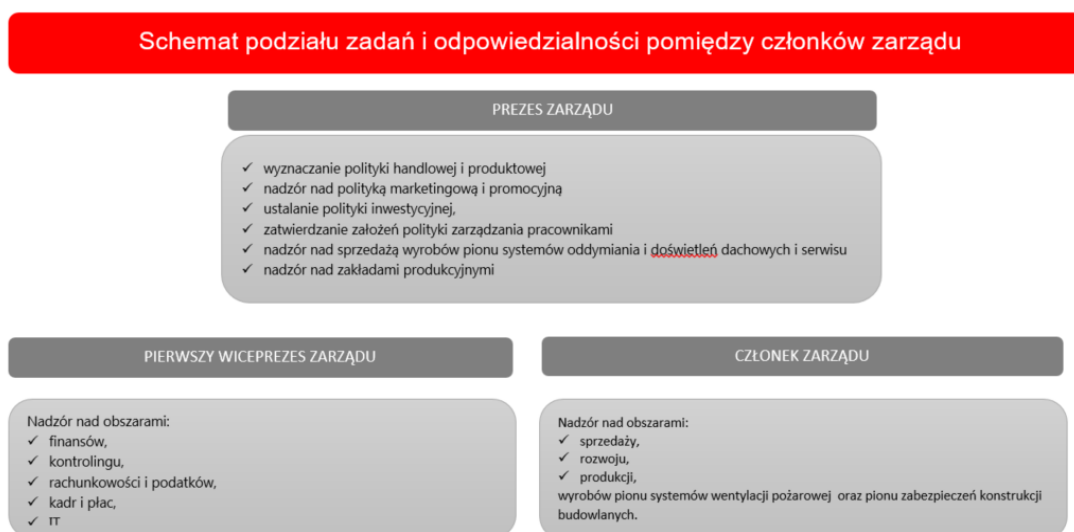 Schemat podziału zadań i odpowiedzialności pomiędzy członków zarządu
PREZES ZARZĄDU
✓ wyznaczanie polityki handlowej i produktowej
✓ nadzór nad polityką marketingową i promocyjną
✓ ustalanie polityki inwestycyjnej,
✓ zatwierdzanie założeń polityki zarządzania pracownikami
✓ nadzór nad sprzedażą wyrobów pionu systemów oddymiania i doświetleń dachowych i serwisu
✓ nadzór nad zakładami produkcyjnymi
PIERWSZY WICEPREZES ZARZĄDU
Nadzór nad obszarami:
✓ finansów,
✓ kontrolingu,
✓ rachunkowości i podatków,
✓ kadr i płac,
✓ IT
CZŁONEK ZARZĄDU
Nadzór nad obszarami:
✓ sprzedaży,
✓ rozwoju,
✓ produkcji,
wyrobów pionu systemów wentylacji pożarowej oraz pionu zabezpieczeń konstrukcji
budowlanych.